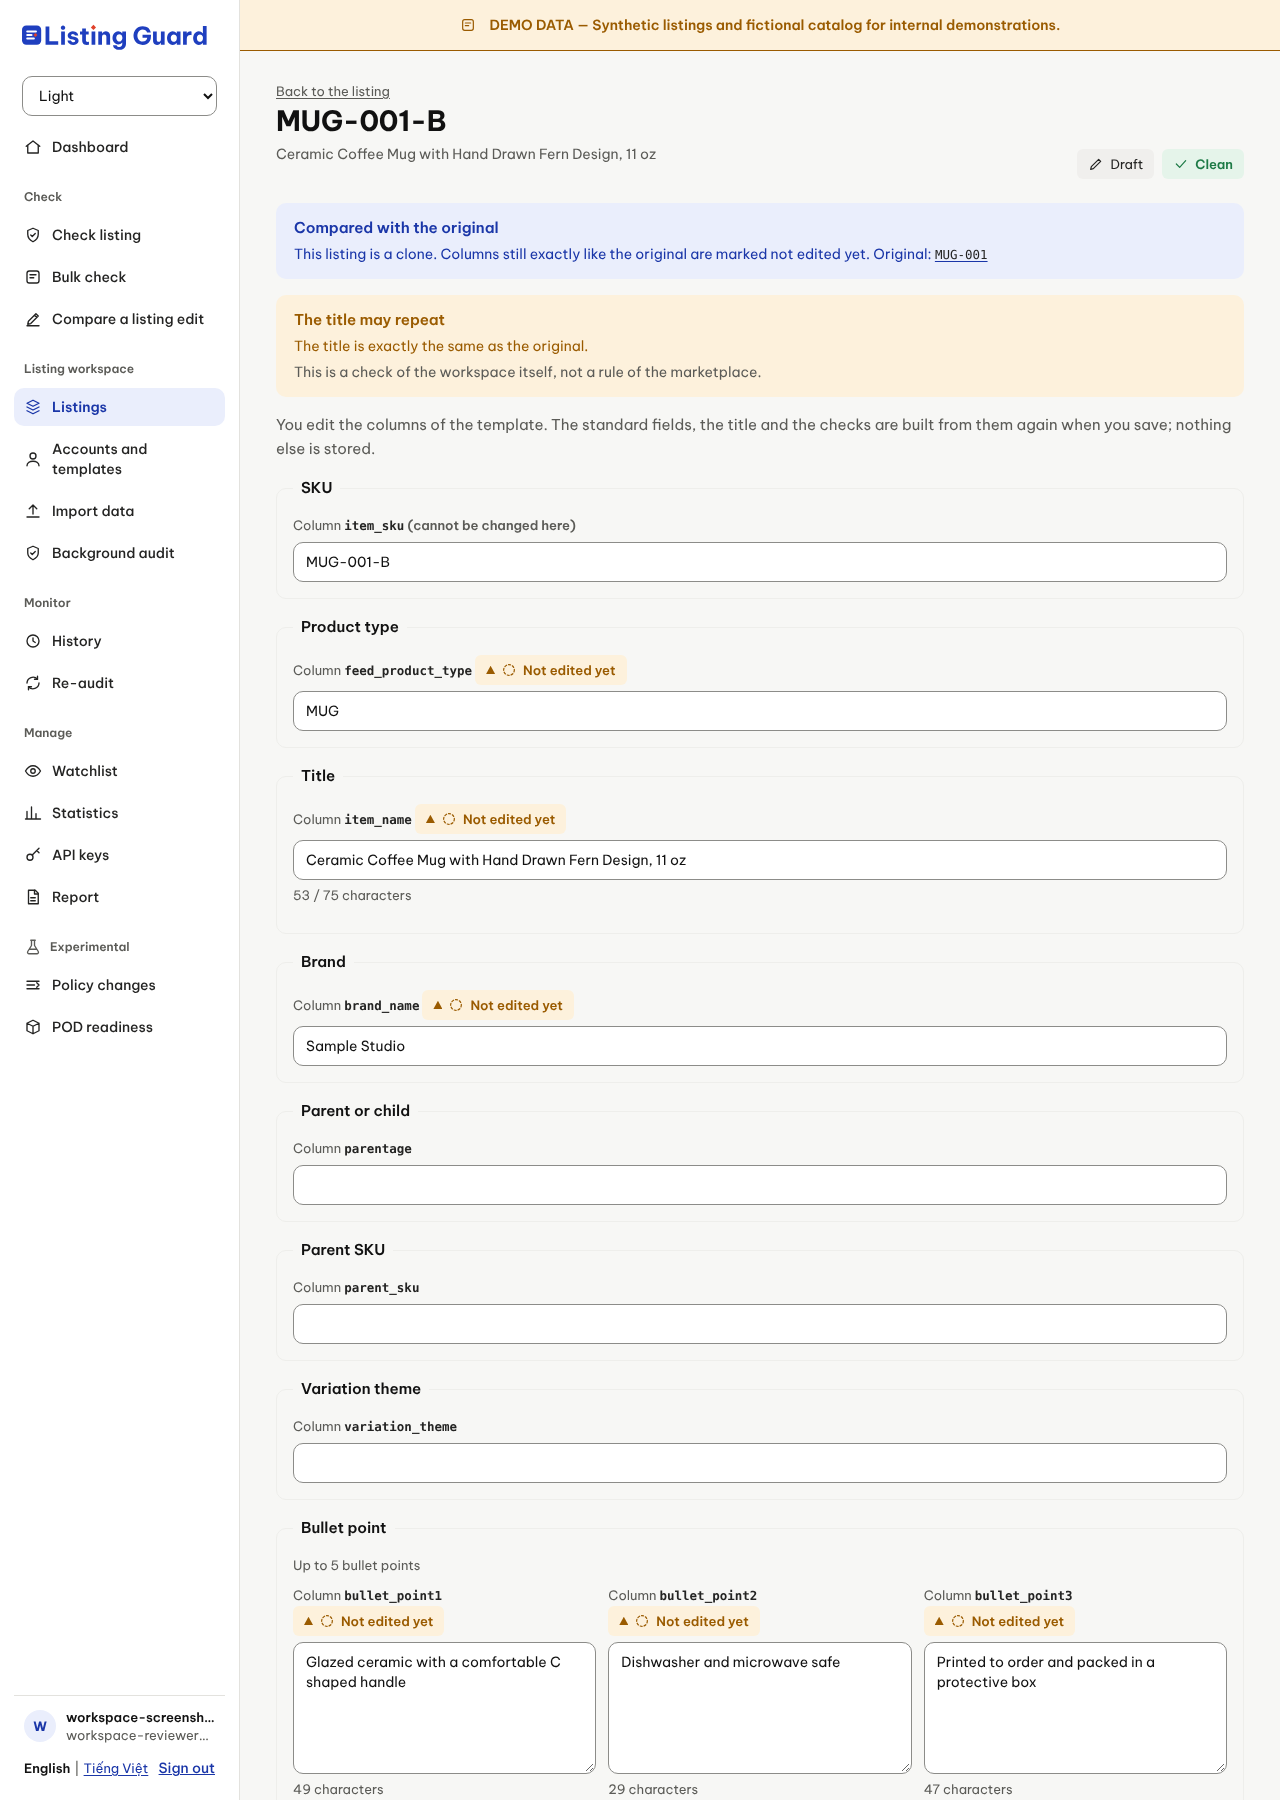 Listing Guard
Light
Dashboard
Check
Check listing
Bulk check
Compare a listing edit
Listing workspace
Listings
Accounts and
templates
Import data
Background audit
Monitor
History
Re-audit
Manage
Watchlist
Statistics
API keys
Report
Experimental
Policy changes
POD readiness
W
workspace-screensh...
workspace-reviewer...
English | Tiếng Việt Sign out
DEMO DATA — Synthetic listings and fictional catalog for internal demonstrations.
Back to the listing
MUG-001-B
Ceramic Coffee Mug with Hand Drawn Fern Design, 11 oz
Draft
Clean
Compared with the original
This listing is a clone. Columns still exactly like the original are marked not edited yet. Original: MUG-001
The title may repeat
The title is exactly the same as the original.
This is a check of the workspace itself, not a rule of the marketplace.
You edit the columns of the template. The standard fields, the title and the checks are built from them again when you save; nothing
else is stored.
SKU
Column item_sku (cannot be changed here)
MUG-001-B
Product type
Column feed_product_type Not edited yet
MUG
Title
Column item_name Not edited yet
Ceramic Coffee Mug with Hand Drawn Fern Design, 11 oz
53 / 75 characters
Brand
Column brand_name Not edited yet
Sample Studio
Parent or child
Column parentage
Parent SKU
Column parent_sku
Variation theme
Column variation_theme
Bullet point
Up to 5 bullet points
Column bullet_point1
Not edited yet
Glazed ceramic with a comfortable C
shaped handle
49 characters
Column bullet_point2
Not edited yet
Dishwasher and microwave safe
29 characters
Column bullet_point3
Not edited yet
Printed to order and packed in a
protective box
47 characters